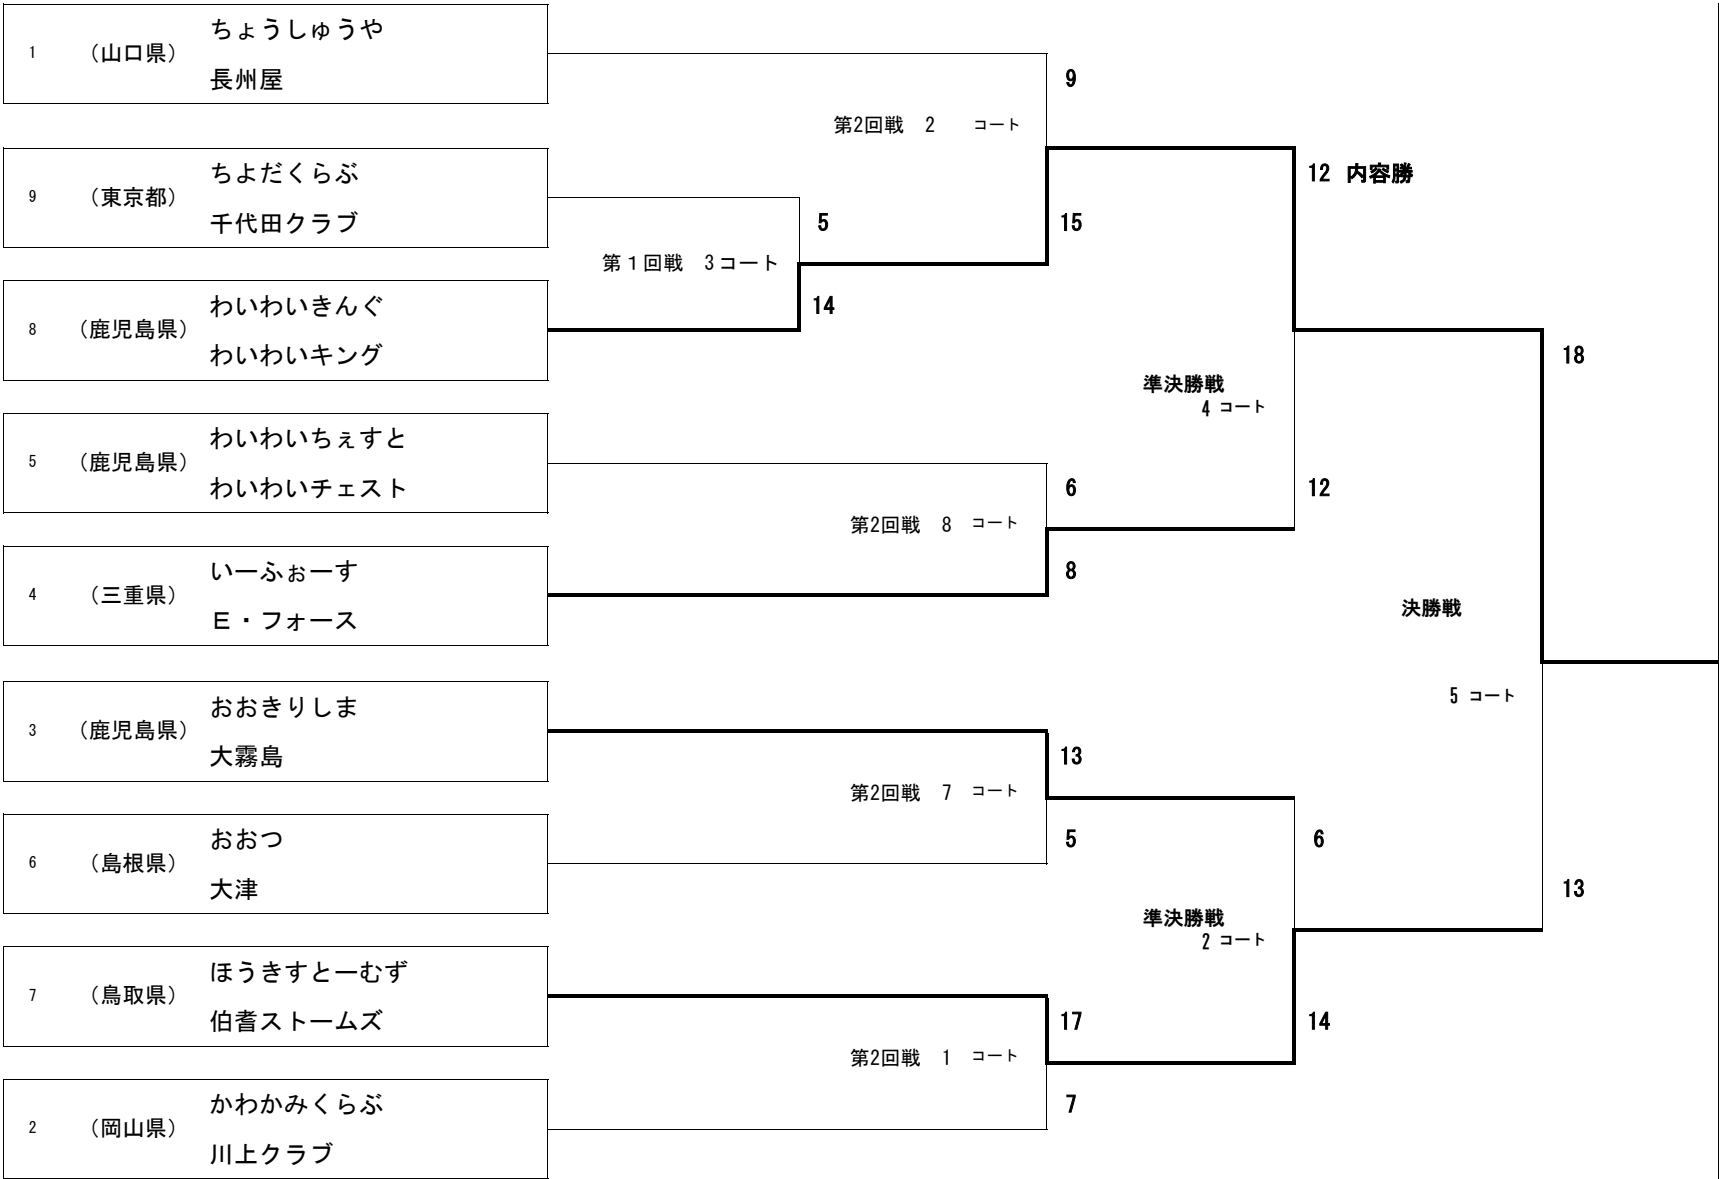 ちょうしゅうや
1 （山口県）
長州屋
9
第2回戦 2 コート
12 内容勝
ちよだくらぶ
9 （東京都）
千代田クラブ
5
15
第１回戦 3コート
わいわいきんぐ
8 （鹿児島県）
わいわいキング
14
18
準決勝戦
4 コート
わいわいちぇすと
5 （鹿児島県）
わいわいチェスト
6
12
第2回戦 8 コート
いーふぉーす
4 （三重県）
Ｅ・フォース
8
決勝戦
5 コート
おおきりしま
3 （鹿児島県）
大霧島
13
第2回戦 7 コート
おおつ
6 （島根県）
大津
5
6
13
準決勝戦
2 コート
ほうきすとーむず
7 （鳥取県）
伯耆ストームズ
17
14
第2回戦 1 コート
かわかみくらぶ
2 （岡山県）
川上クラブ
7